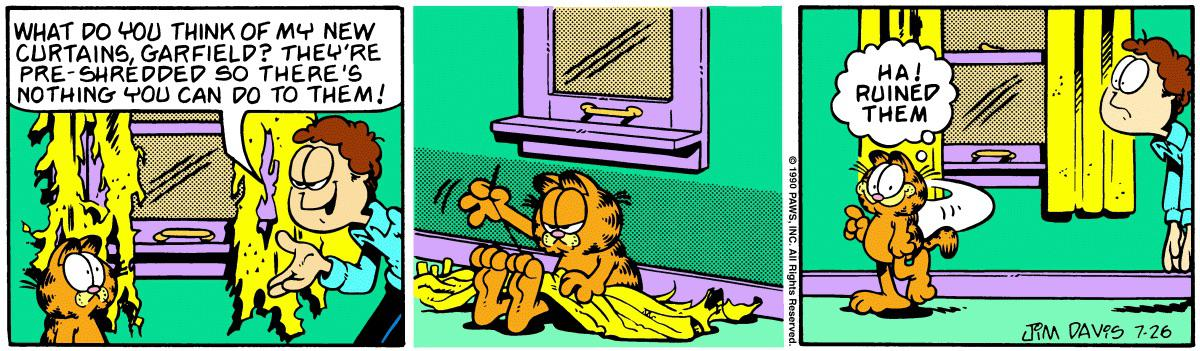 WHAT DO YOU THINK OF MY NEW
CURTAINS, GARFIELD? THEY'RE
PRE-SHREDDED SO THERE'S
NOTHING YOU CAN DO TO THEM!
© 1990 PAWS, INC. All Rights Reserved.
HA!
RUINED
THEM
JIM DAVIS 7-26